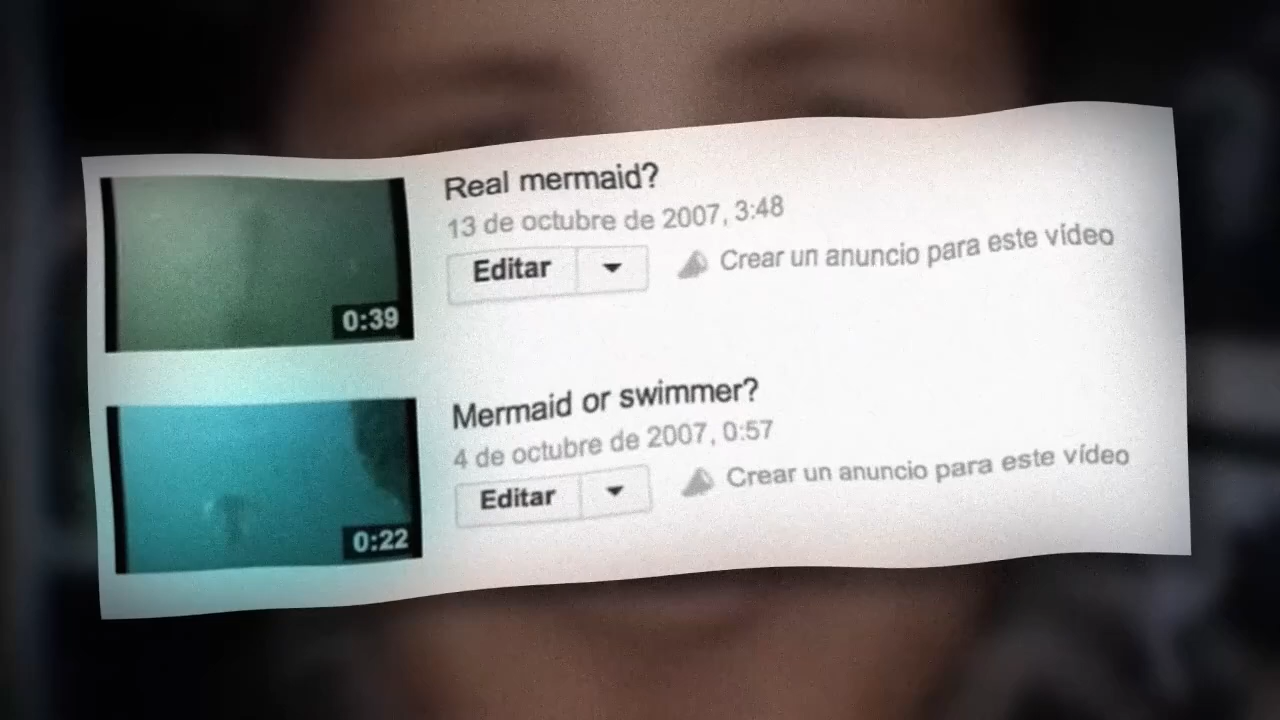 Real mermaid?
13 de octubre de 2007, 3:48
Editar
Crear un anuncio para este vídeo
0:39
Mermaid or swimmer?
4 de octubre de 2007, 0:57
Editar
Crear un anuncio para este vídeo
0:22